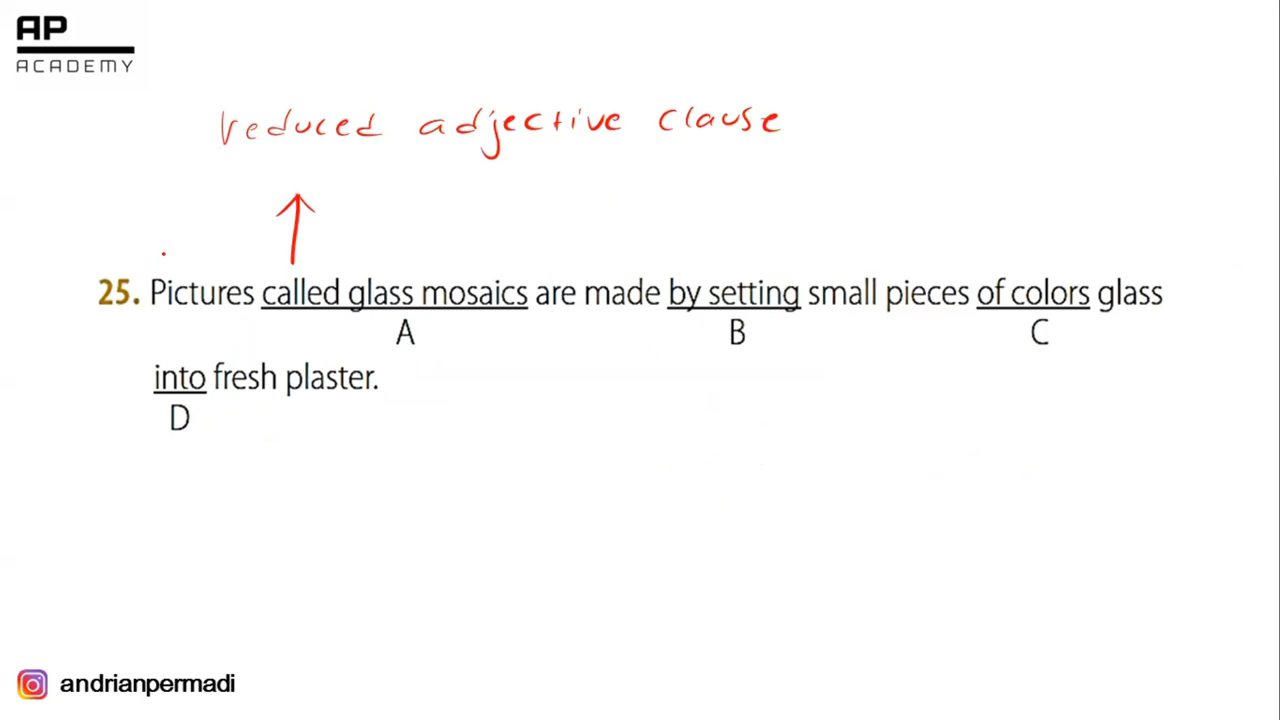 AP
ACADEMY
reduced adjective clause
25. Pictures called glass mosaics are made by setting small pieces of colors glass
A B C
into fresh plaster.
D
andrianpermadi